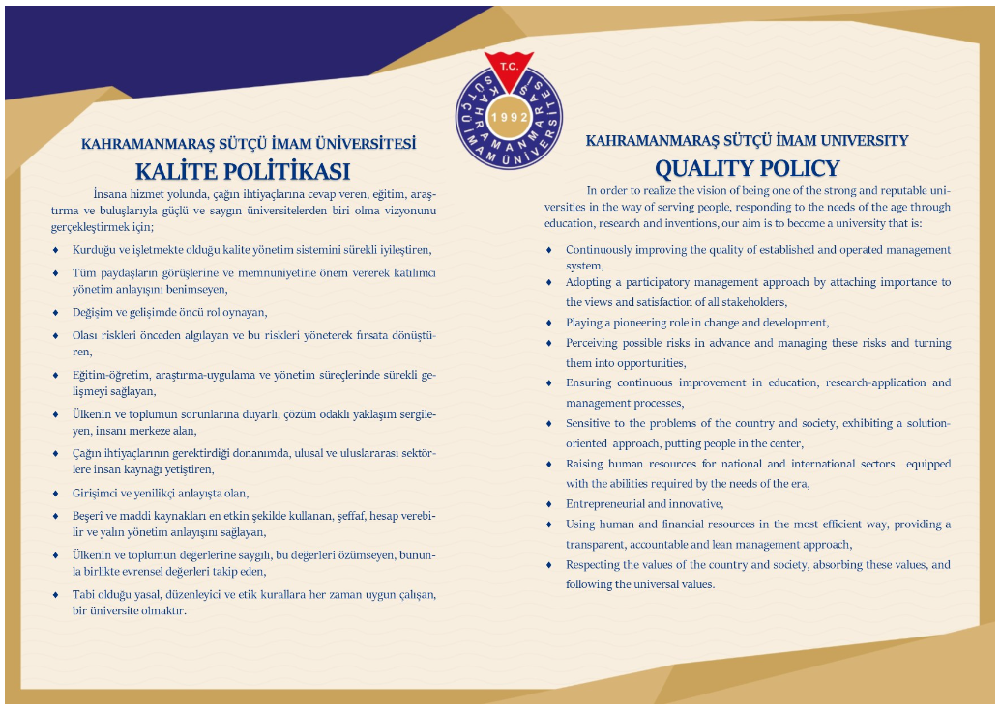 T.C.
KAHRAMANMARAŞ
SÜTÇÜ İMAM ÜNİVERSİTESİ
1992
KAHRAMANMARAŞ SÜTÇÜ İMAM ÜNİVERSİTESİ
KALİTE POLİTİKASI
İnsana hizmet yolunda, çağın ihtiyaçlarına cevap veren, eğitim, araş-
tırma ve buluşlarıyla güçlü ve saygın üniversitelerden biri olma vizyonunu
gerçekleştirmek için;
♦ Kurduğu ve işletmekte olduğu kalite yönetim sistemini sürekli iyileştiren,
♦ Tüm paydaşların görüşlerine ve memnuniyetine önem vererek katılımcı
yönetim anlayışını benimseyen,
♦ Değişim ve gelişimde öncü rol oynayan,
♦ Olası riskleri önceden algılayan ve bu riskleri yöneterek fırsata dönüştü-
ren,
♦ Eğitim-öğretim, araştırma-uygulama ve yönetim süreçlerinde sürekli ge-
lişmeyi sağlayan,
♦ Ülkenin ve toplumun sorunlarına duyarlı, çözüm odaklı yaklaşım sergile-
yen, insanı merkeze alan,
♦ Çağın ihtiyaçlarının gerektirdiği donanımda, ulusal ve uluslararası sektör-
lere insan kaynağı yetiştiren,
♦ Girişimci ve yenilikçi anlayışta olan,
♦ Beşerî ve maddi kaynakları en etkin şekilde kullanan, şeffaf, hesap verebi-
lir ve yalın yönetim anlayışını sağlayan,
♦ Ülkenin ve toplumun değerlerine saygılı, bu değerleri özümseyen, bunun-
la birlikte evrensel değerleri takip eden,
♦ Tabi olduğu yasal, düzenleyici ve etik kurallara her zaman uygun çalışan,
bir üniversite olmaktır.
KAHRAMANMARAŞ SÜTÇÜ İMAM UNIVERSITY
QUALITY POLICY
In order to realize the vision of being one of the strong and reputable uni-
versities in the way of serving people, responding to the needs of the age through
education, research and inventions, our aim is to become a university that is:
♦ Continuously improving the quality of established and operated management
system,
♦ Adopting a participatory management approach by attaching importance to
the views and satisfaction of all stakeholders,
♦ Playing a pioneering role in change and development,
♦ Perceiving possible risks in advance and managing these risks and turning
them into opportunities,
♦ Ensuring continuous improvement in education, research-application and
management processes,
♦ Sensitive to the problems of the country and society, exhibiting a solution-
oriented approach, putting people in the center,
♦ Raising human resources for national and international sectors equipped
with the abilities required by the needs of the era,
♦ Entrepreneurial and innovative,
♦ Using human and financial resources in the most efficient way, providing a
transparent, accountable and lean management approach,
♦ Respecting the values of the country and society, absorbing these values, and
following the universal values.